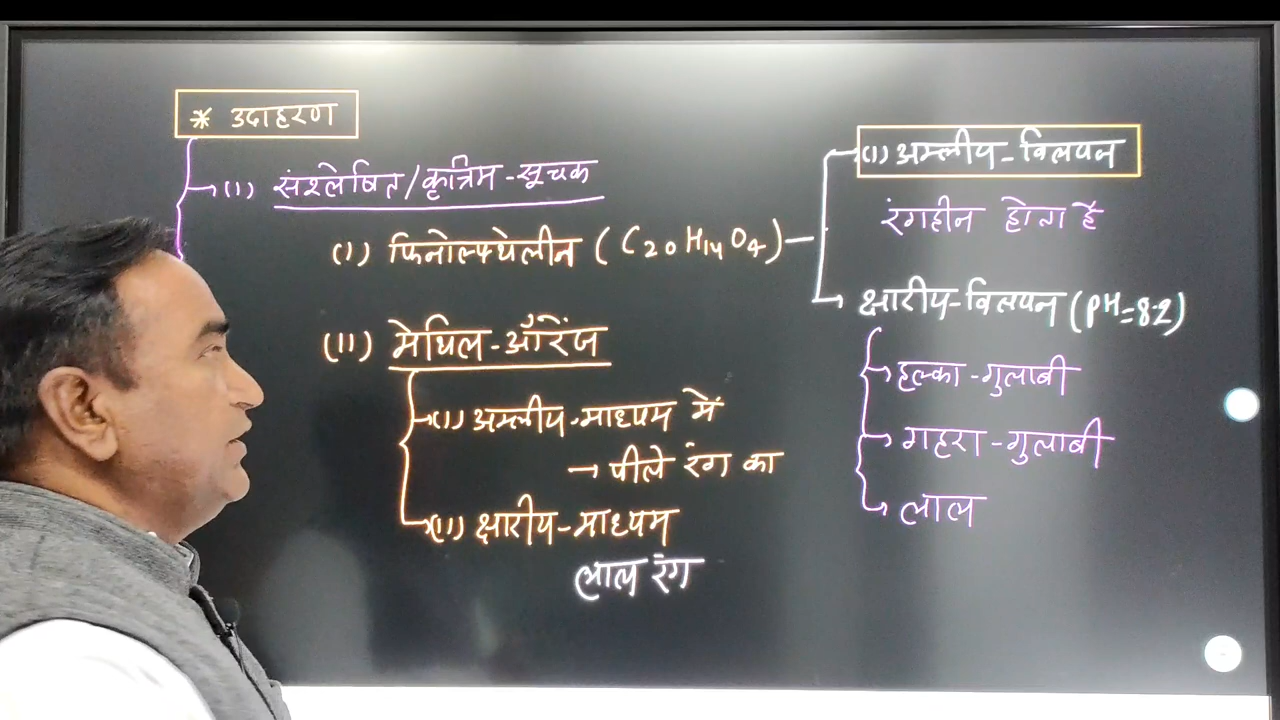 * उदाहरण
(1) संश्लेषित/कृत्रिम-सूचक
(1) फिनोल्फ्थेलीन (C20H14O4)
(11) मेथिल-ऑरेंज
(1) अम्लीय-माध्यम में
→ पीले रंग का
(11) क्षारीय-माध्यम
लाल रंग
(1) अम्लीय-विलयन
रंगहीन होता है
क्षारीय-विलयन (PH=8.2)
हल्का-गुलाबी
गहरा-गुलाबी
लाल